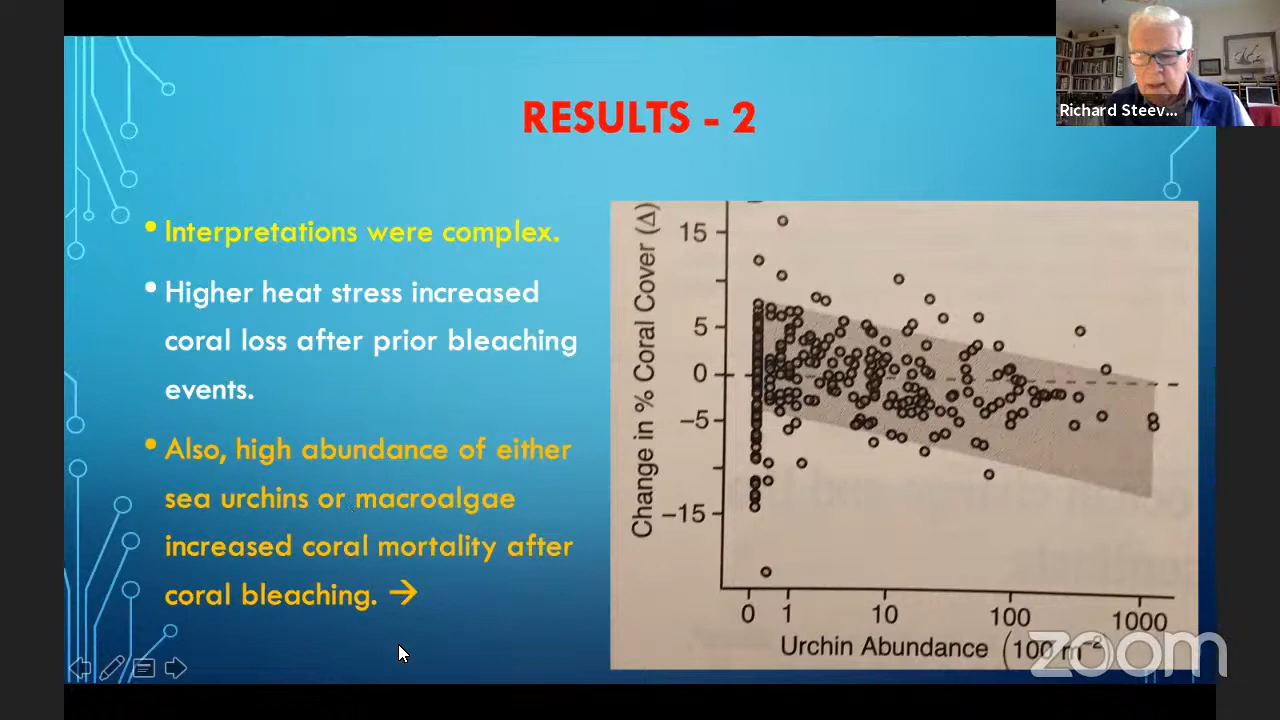 RESULTS - 2
Richard Steev...
• Interpretations were complex.
• Higher heat stress increased
coral loss after prior bleaching
events.
• Also, high abundance of either
sea urchins or macroalgae
increased coral mortality after
coral bleaching. →
Change in % Coral Cover (Δ)
15
5
0
−5
−15
0 1 10 100 1000
Urchin Abundance (100 m⁻²
zoom